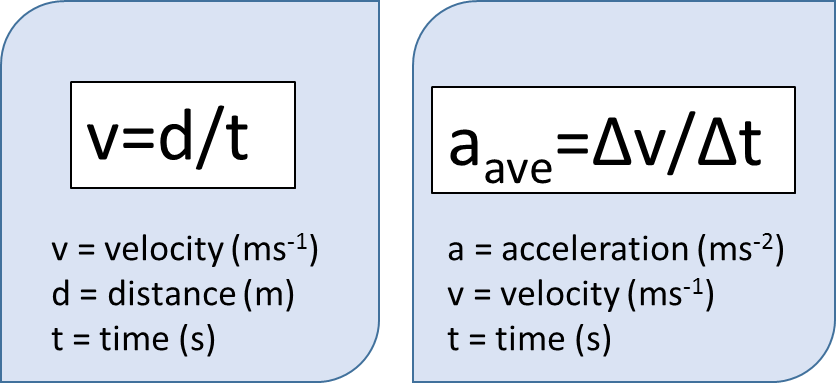 v=d/t
v = velocity (ms⁻¹)
d = distance (m)
t = time (s)
aₐᵥₑ=Δv/Δt
a = acceleration (ms⁻²)
v = velocity (ms⁻¹)
t = time (s)